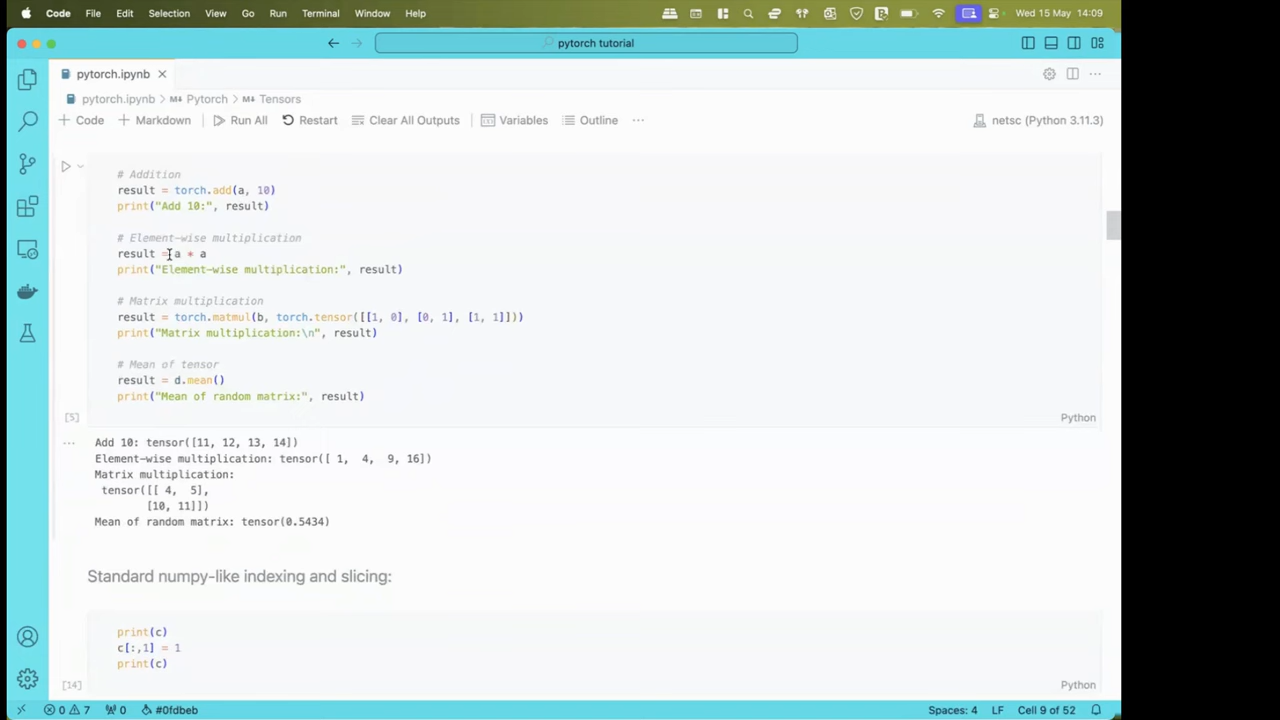 Code File Edit Selection View Go Run Terminal Window Help Wed 15 May 14:09
pytorch tutorial
pytorch.ipynb
pytorch.ipynb > M↓ Pytorch > M↓ Tensors
+ Code + Markdown Run All Restart Clear All Outputs Variables Outline ... netsc (Python 3.11.3)
# Addition
result = torch.add(a, 10)
print("Add 10:", result)
# Element-wise multiplication
result = a * a
print("Element-wise multiplication:", result)
# Matrix multiplication
result = torch.matmul(b, torch.tensor([[1, 0], [0, 1], [1, 1]]))
print("Matrix multiplication:\n", result)
# Mean of tensor
result = d.mean()
print("Mean of random matrix:", result)
[5] Python
... Add 10: tensor([11, 12, 13, 14])
Element-wise multiplication: tensor([ 1, 4, 9, 16])
Matrix multiplication:
tensor([[ 4, 5],
[10, 11]])
Mean of random matrix: tensor(0.5434)
Standard numpy-like indexing and slicing:
print(c)
c[:,1] = 1
print(c)
[14] Python
0 7 0 #0fdbeb Spaces: 4 LF Cell 9 of 52